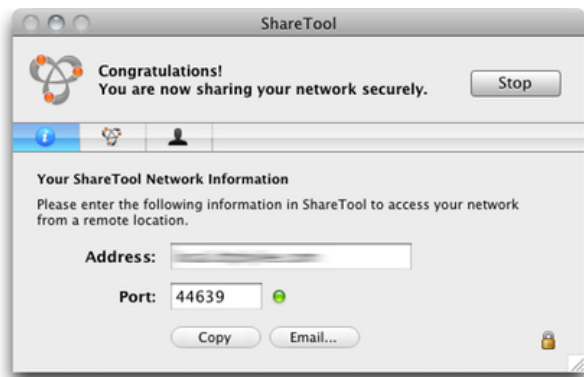 ShareTool
Congratulations!
You are now sharing your network securely.
Stop
Your ShareTool Network Information
Please enter the following information in ShareTool to access your network
from a remote location.
Address:
Port: 44639
Copy Email...